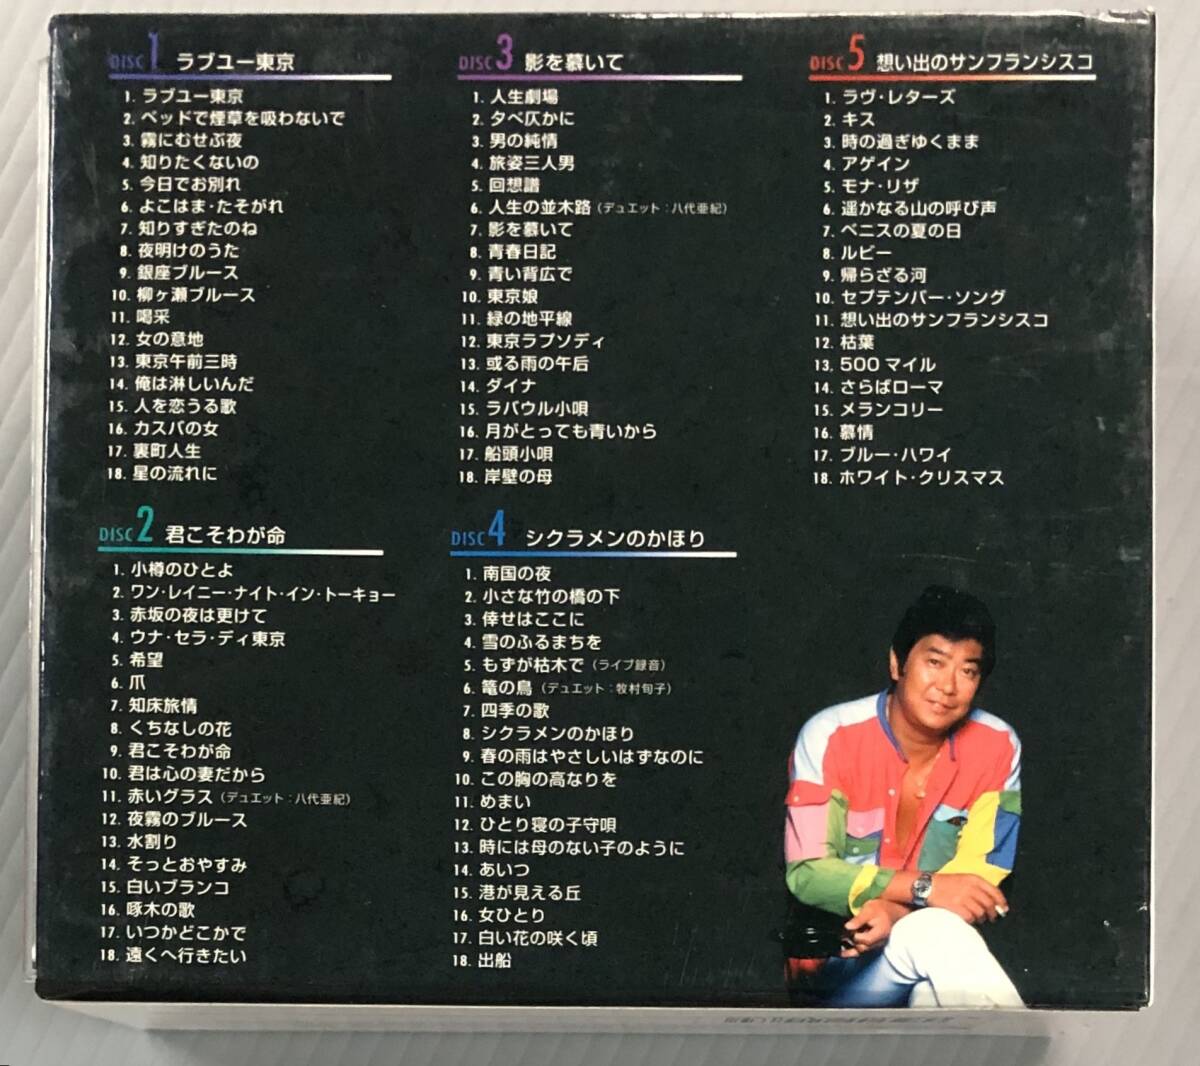 DISC 1 ラブユー東京
1. ラブユー東京
2. ベッドで煙草を吸わないで
3. 霧にむせぶ夜
4. 知りたくないの
5. 今日でお別れ
6. よこはま・たそがれ
7. 知りすぎたのね
8. 夜明けのうた
9. 銀座ブルース
10. 柳ヶ瀬ブルース
11. 喝采
12. 女の意地
13. 東京午前三時
14. 俺は淋しいんだ
15. 人を恋うる歌
16. カスバの女
17. 裏町人生
18. 星の流れに
DISC 2 君こそわが命
1. 小樽のひとよ
2. ワン・レイニー・ナイト・イン・トーキョー
3. 赤坂の夜は更けて
4. ウナ・セラ・ディ東京
5. 希望
6. 爪
7. 知床旅情
8. くちなしの花
9. 君こそわが命
10. 君は心の妻だから
11. 赤いグラス（デュエット：八代亜紀）
12. 夜霧のブルース
13. 水割り
14. そっとおやすみ
15. 白いブランコ
16. 啄木の歌
17. いつかどこかで
18. 遠くへ行きたい
DISC 3 影を慕いて
1. 人生劇場
2. 夕べ仄かに
3. 男の純情
4. 旅姿三人男
5. 回想譜
6. 人生の並木路（デュエット：八代亜紀）
7. 影を慕いて
8. 青春日記
9. 青い背広で
10. 東京娘
11. 緑の地平線
12. 東京ラプソディ
13. 或る雨の午后
14. ダイナ
15. ラバウル小唄
16. 月がとっても青いから
17. 船頭小唄
18. 岸壁の母
DISC 4 シクラメンのかほり
1. 南国の夜
2. 小さな竹の橋の下
3. 倖せはここに
4. 雪のふるまちを
5. もずが枯木で（ライブ録音）
6. 篭の鳥（デュエット：牧村旬子）
7. 四季の歌
8. シクラメンのかほり
9. 春の雨はやさしいはずなのに
10. この胸の高なりを
11. めまい
12. ひとり寝の子守唄
13. 時には母のない子のように
14. あいつ
15. 港が見える丘
16. 女ひとり
17. 白い花の咲く頃
18. 出船
DISC 5 想い出のサンフランシスコ
1. ラヴ・レターズ
2. キス
3. 時の過ぎゆくまま
4. アゲイン
5. モナ・リザ
6. 遥かなる山の呼び声
7. ベニスの夏の日
8. ルビー
9. 帰らざる河
10. セプテンバー・ソング
11. 想い出のサンフランシスコ
12. 枯葉
13. 500マイル
14. さらばローマ
15. メランコリー
16. 慕情
17. ブルー・ハワイ
18. ホワイト・クリスマス